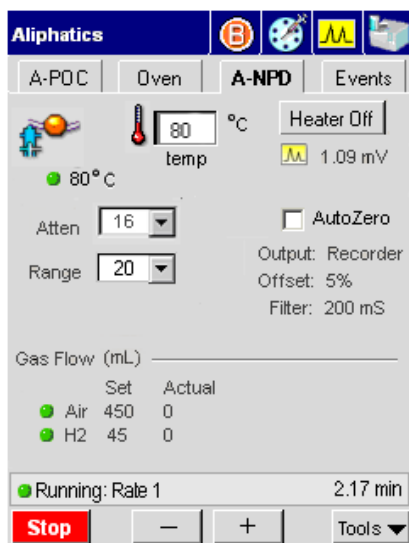 Aliphatics B
A-POC Oven A-NPD Events
80 °C Heater Off
temp 1.09 mV
80°C
Atten 16 AutoZero
Range 20 Output: Recorder
Offset: 5%
Filter: 200 mS
Gas Flow (mL)
Set Actual
Air 450 0
H2 45 0
Running: Rate 1 2.17 min
Stop − + Tools